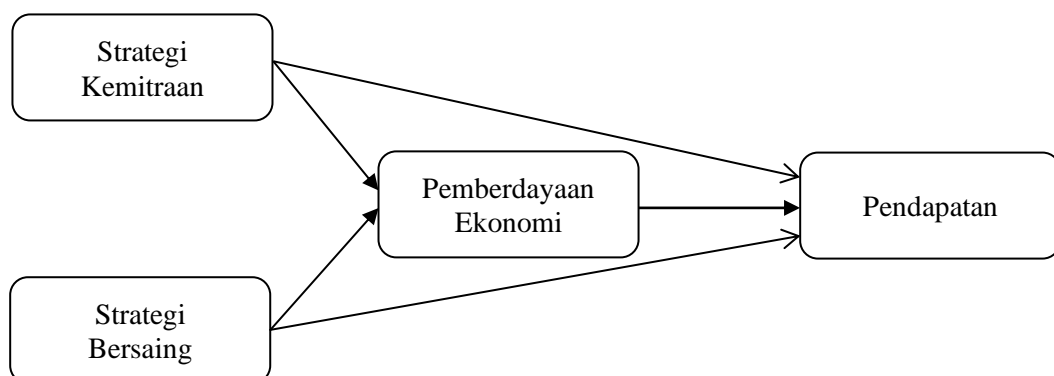 Strategi
Kemitraan
Pemberdayaan
Ekonomi
Pendapatan
Strategi
Bersaing